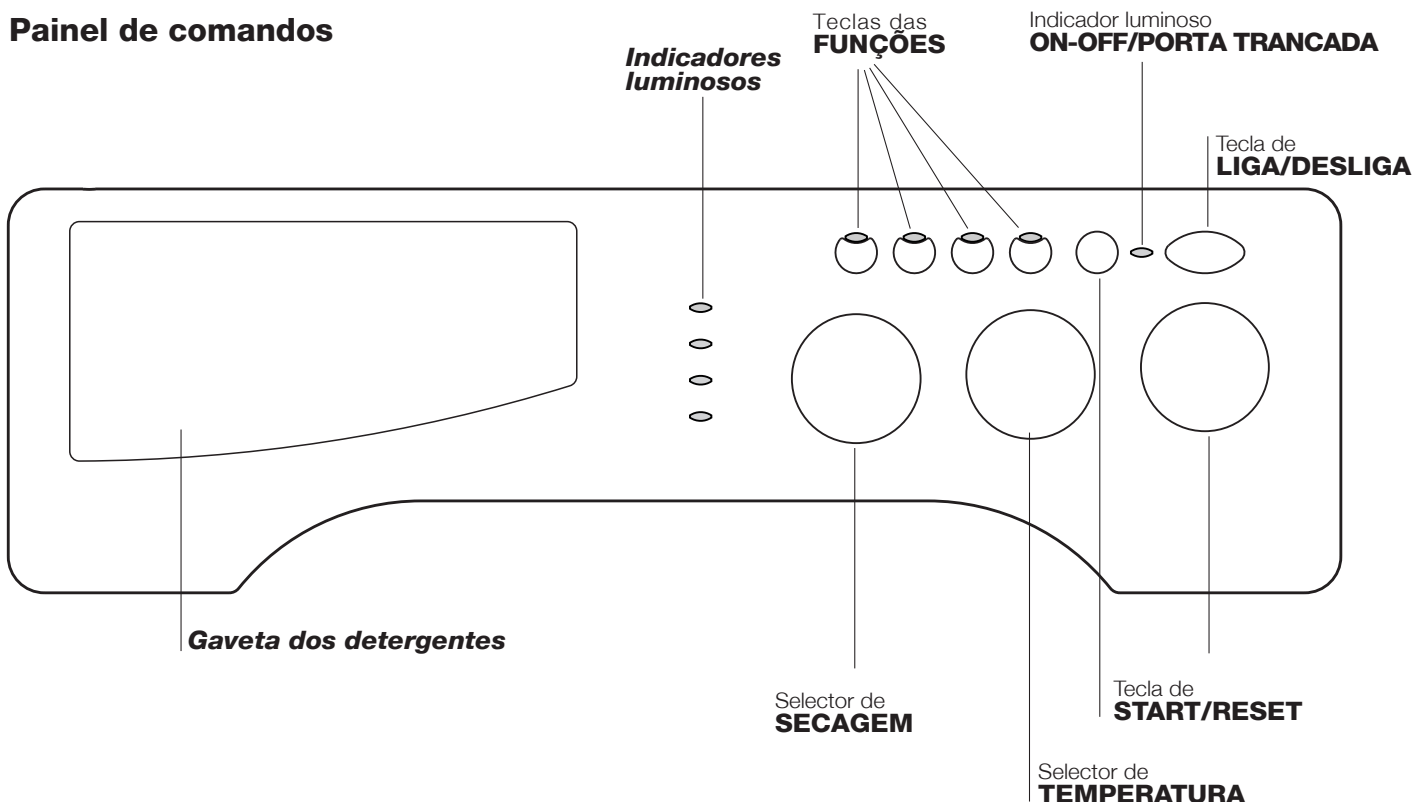 Painel de comandos
Indicadores
luminosos
Teclas das
FUNÇÕES
Indicador luminoso
ON-OFF/PORTA TRANCADA
Tecla de
LIGA/DESLIGA
Gaveta dos detergentes
Selector de
SECAGEM
Tecla de
START/RESET
Selector de
TEMPERATURA